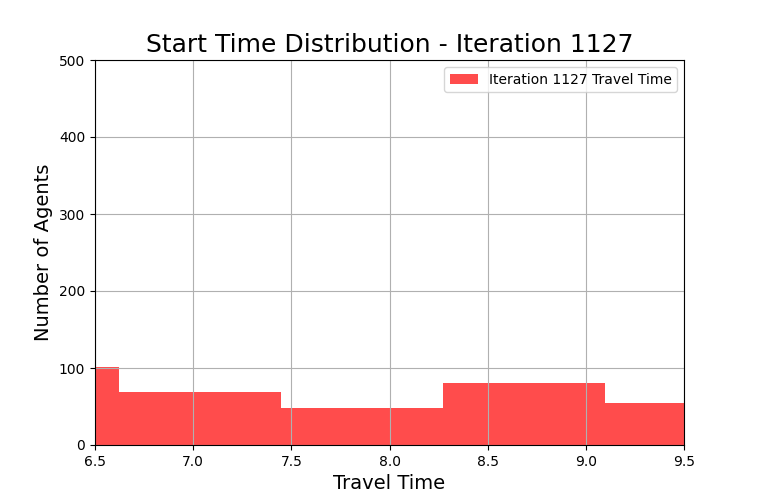 Start Time Distribution - Iteration 1127
Iteration 1127 Travel Time
Number of Agents
500
400
300
200
100
0
6.5 7.0 7.5 8.0 8.5 9.0 9.5
Travel Time